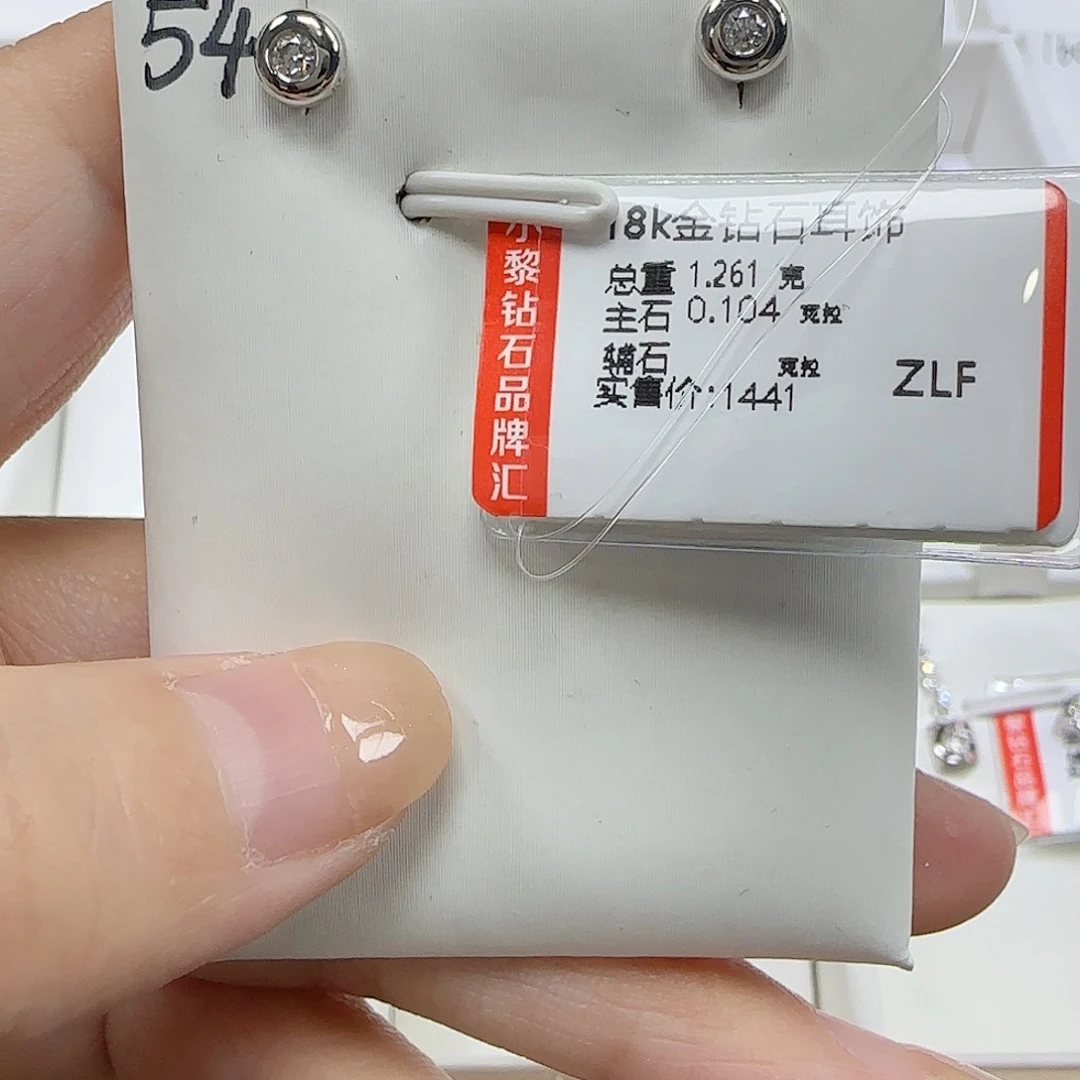 54
18k金钻石耳饰
总重 1.261 克
主石 0.104 克拉
辅石 克拉
实售价:1441
ZLF
小黎钻石品牌汇